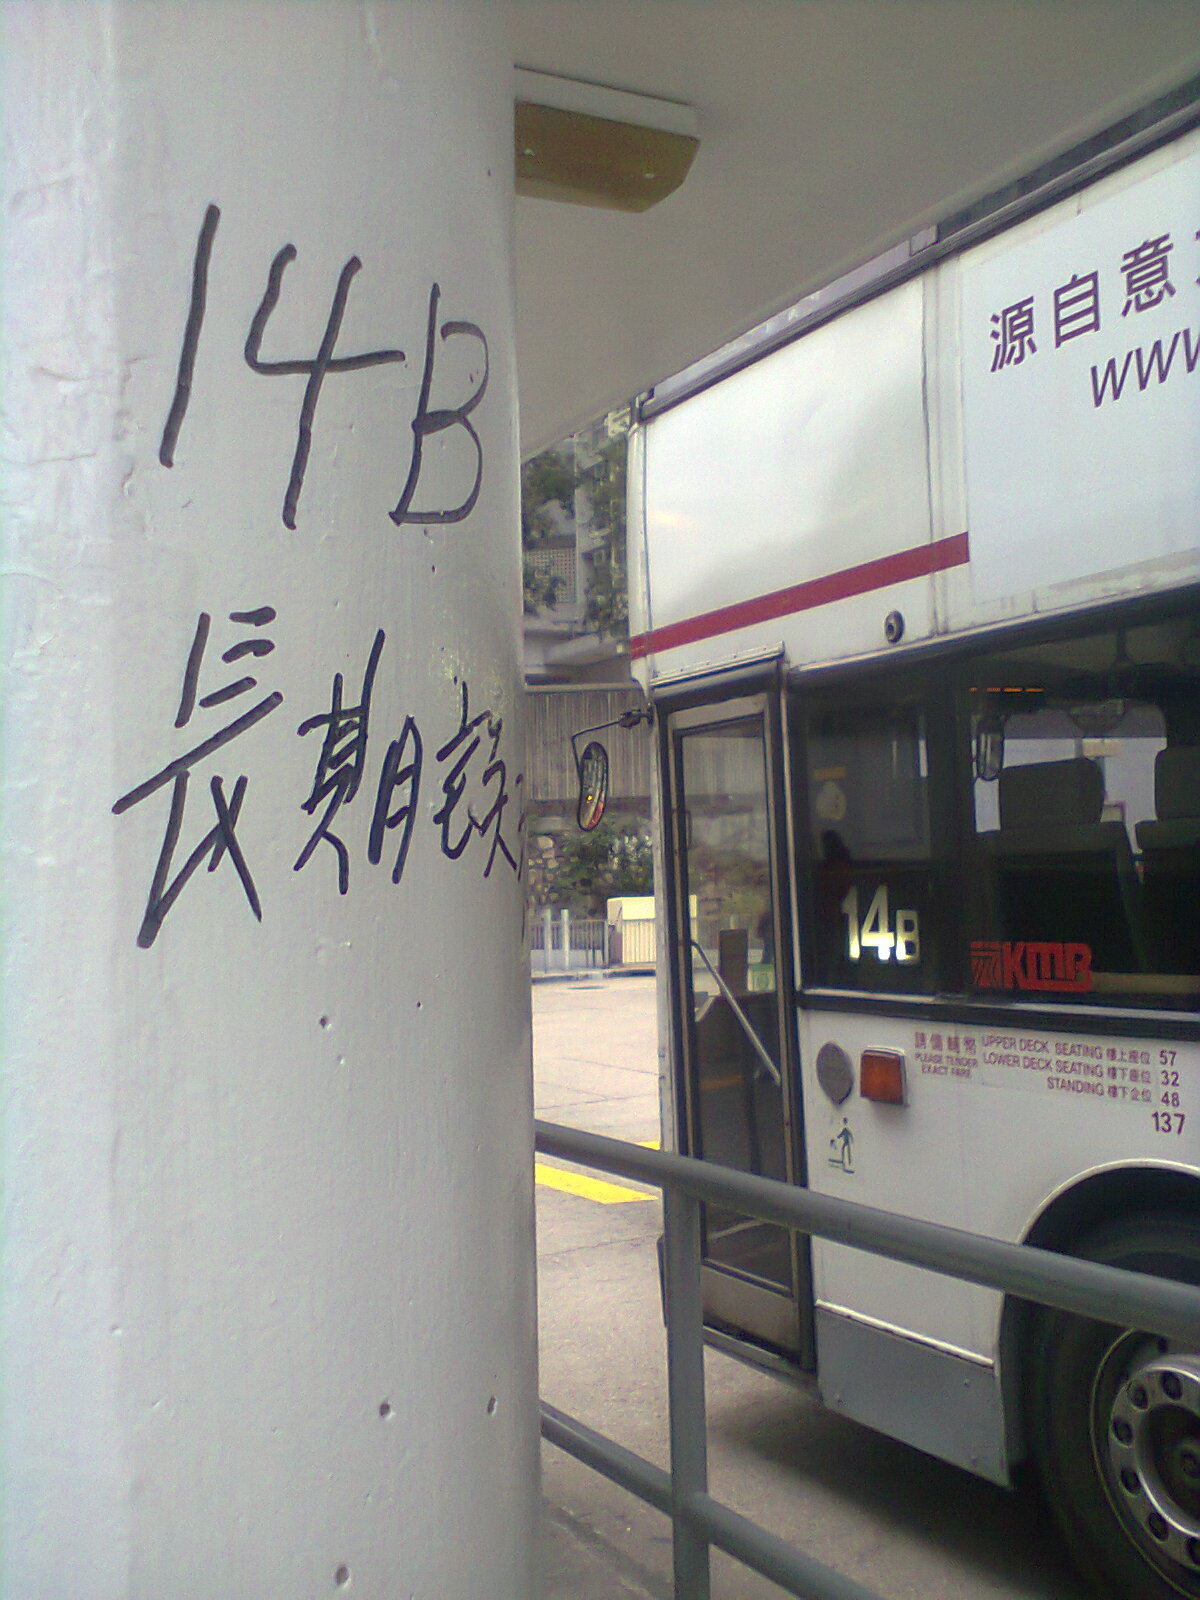 14B
長期誤
源自意
www
14B
KMB
請備輔幣
PLEASE TENDER
EXACT FARE
UPPER DECK SEATING 樓上座位 57
LOWER DECK SEATING 樓下座位 32
STANDING 樓下企位 48
137